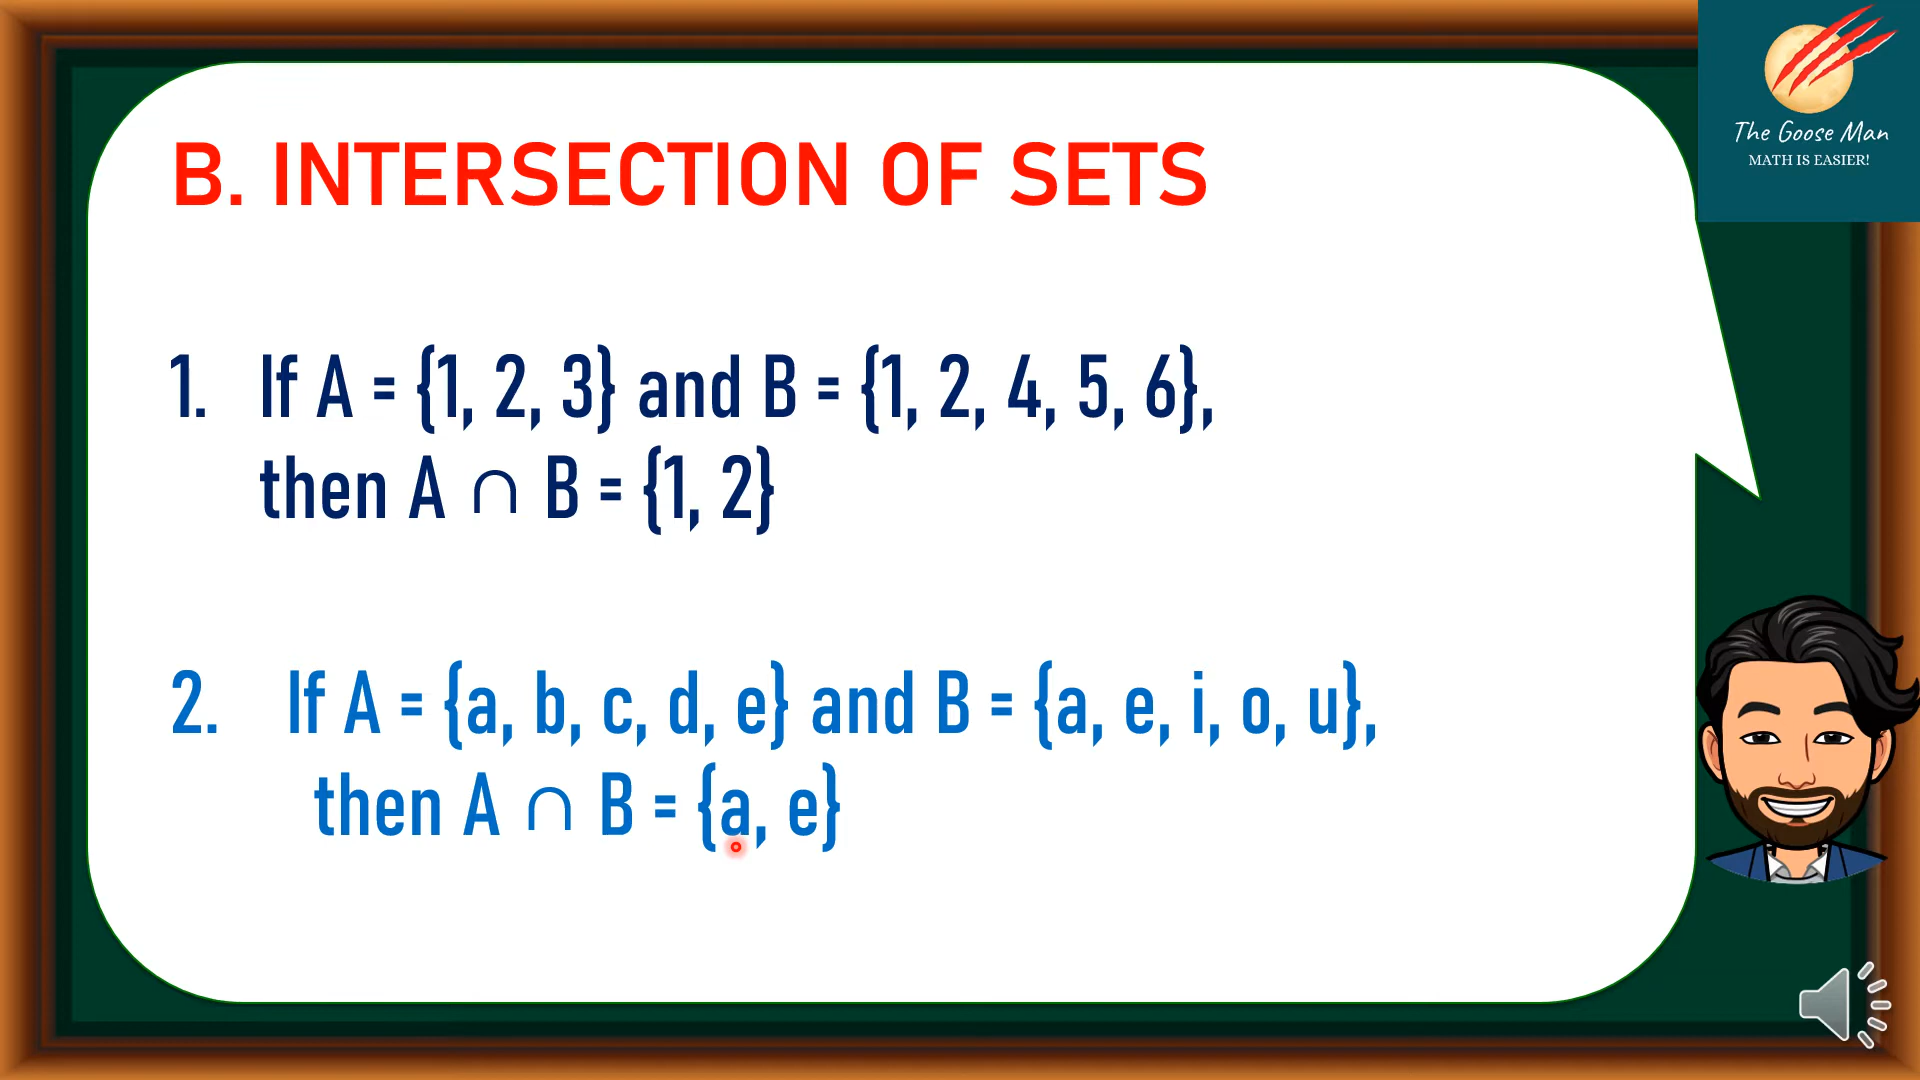 The Goose Man
MATH IS EASIER!
B. INTERSECTION OF SETS
1. If A = {1, 2, 3} and B = {1, 2, 4, 5, 6},
then A ∩ B = {1, 2}
2. If A = {a, b, c, d, e} and B = {a, e, i, o, u},
then A ∩ B = {a, e}